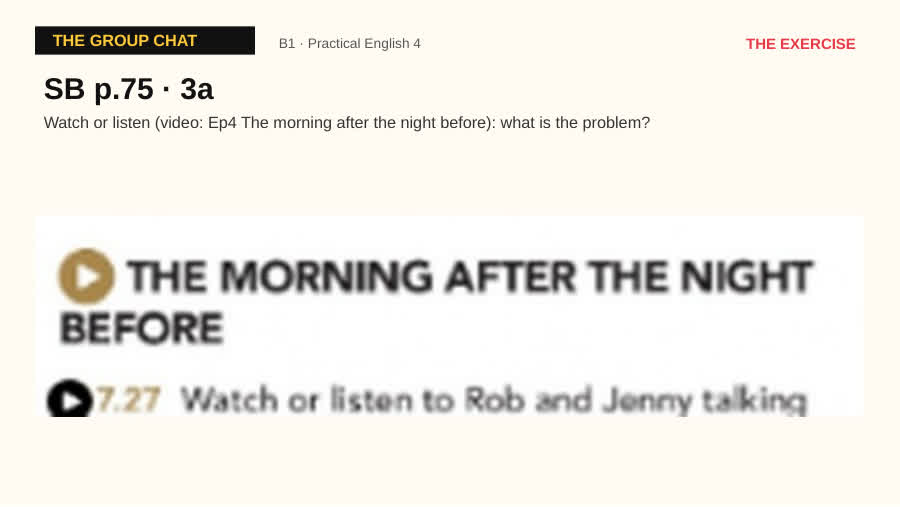 THE GROUP CHAT
B1 · Practical English 4
THE EXERCISE
SB p.75 · 3a
Watch or listen (video: Ep4 The morning after the night before): what is the problem?
THE MORNING AFTER THE NIGHT
BEFORE
7.27 Watch or listen to Rob and Jenny talking